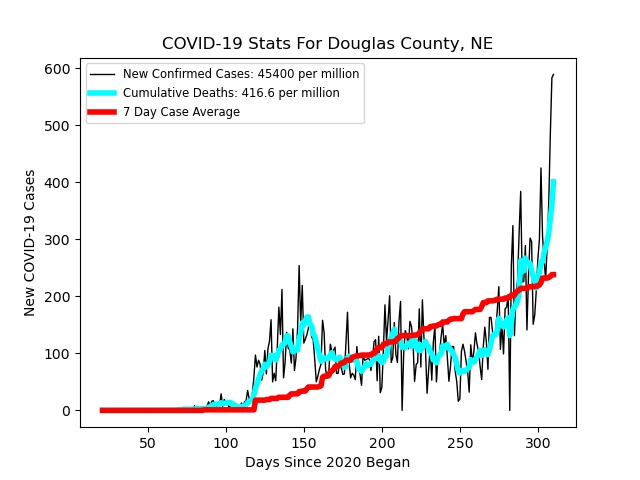 COVID-19 Stats For Douglas County, NE
New Confirmed Cases: 45400 per million
Cumulative Deaths: 416.6 per million
7 Day Case Average
600
500
400
300
200
100
0
New COVID-19 Cases
50 100 150 200 250 300
Days Since 2020 Began